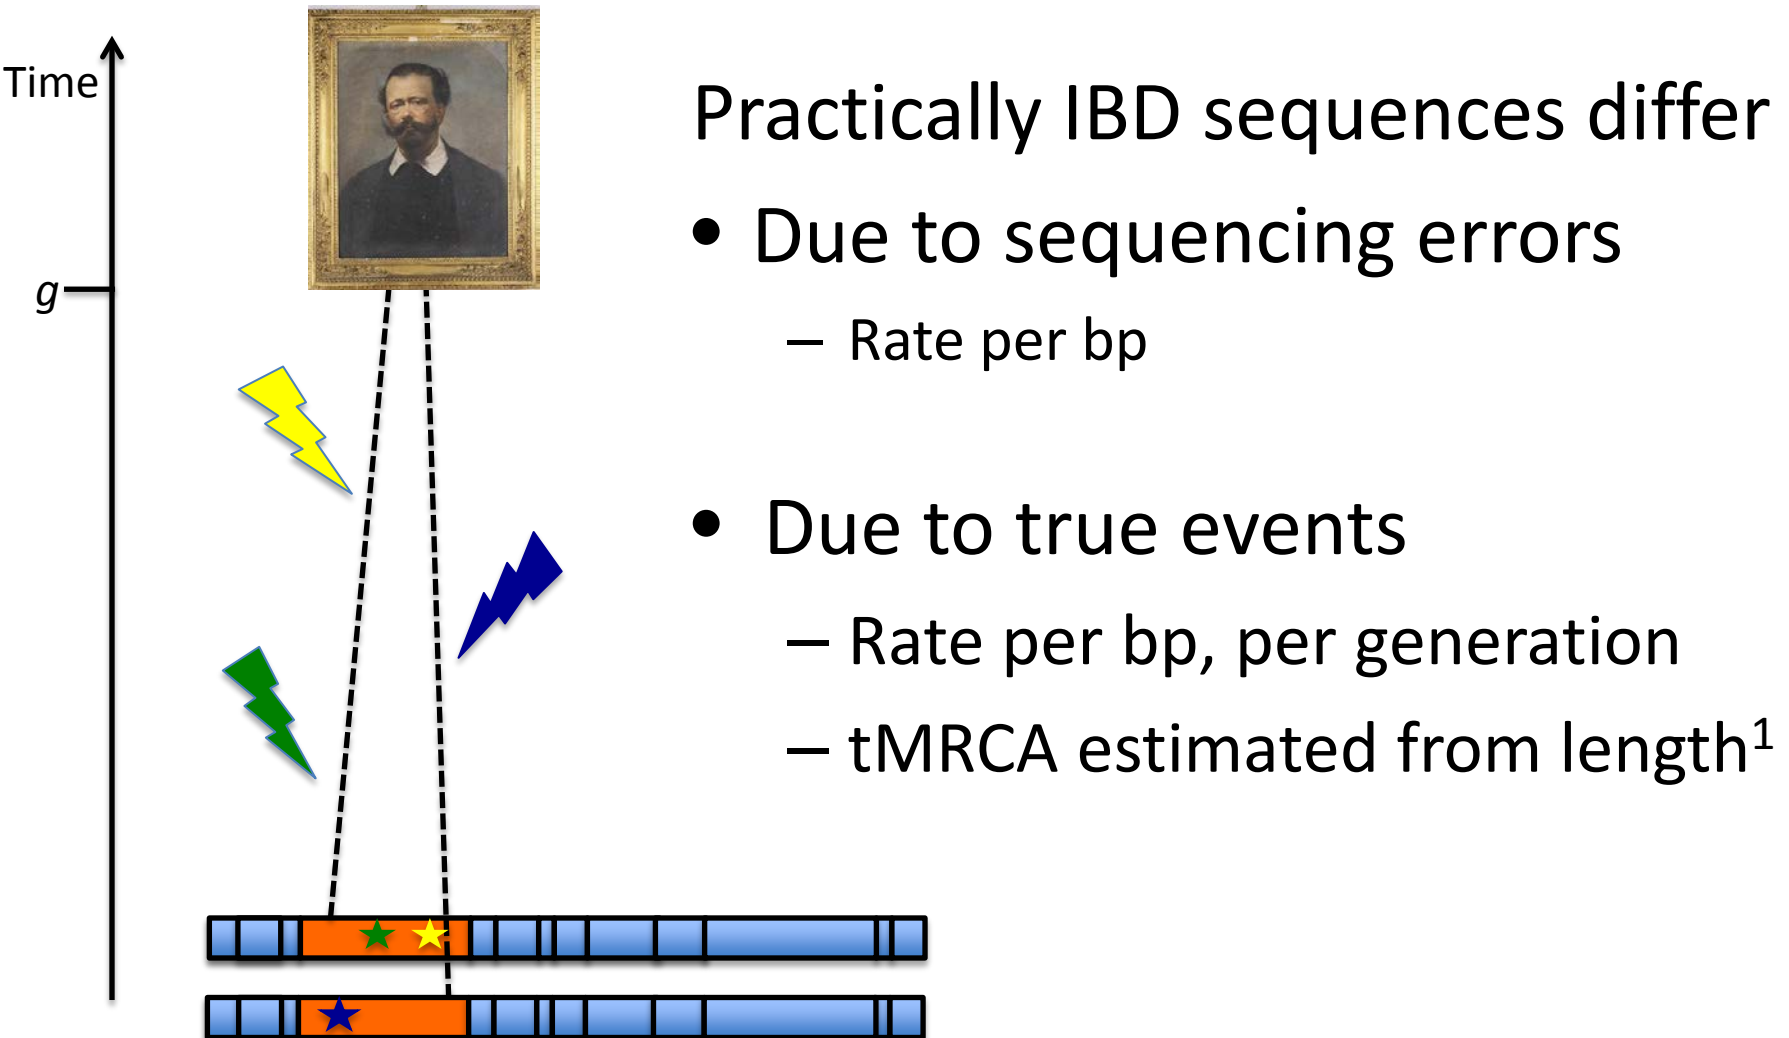 Time
g
Practically IBD sequences differ
• Due to sequencing errors
– Rate per bp
• Due to true events
– Rate per bp, per generation
– tMRCA estimated from length¹